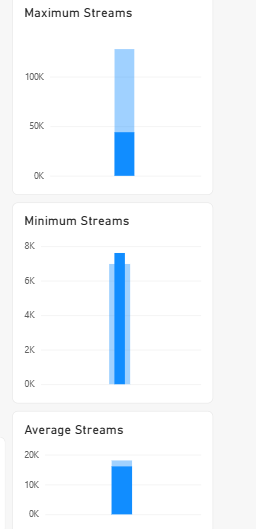 Maximum Streams
100K
50K
0K
Minimum Streams
8K
6K
4K
2K
0K
Average Streams
20K
10K
0K